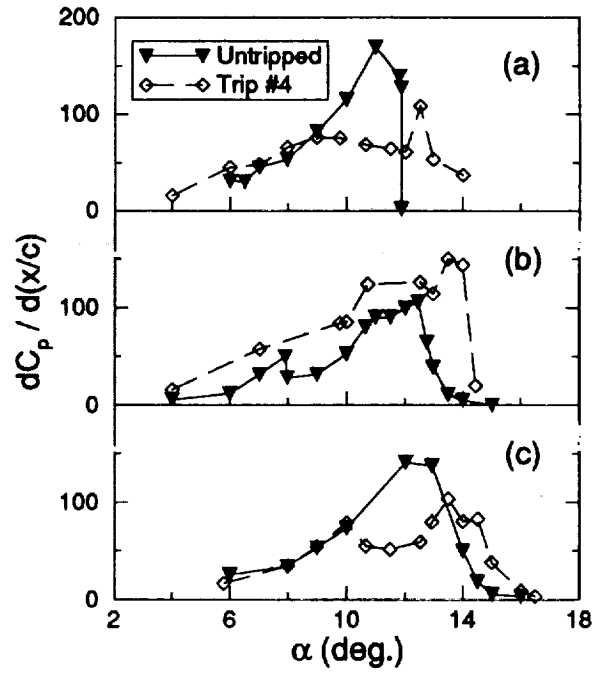 200
Untripped
Trip #4
(a)
100
0
(b)
100
0
(c)
100
0
2 6 10 14 18
dCp / d(x/c)
α (deg.)